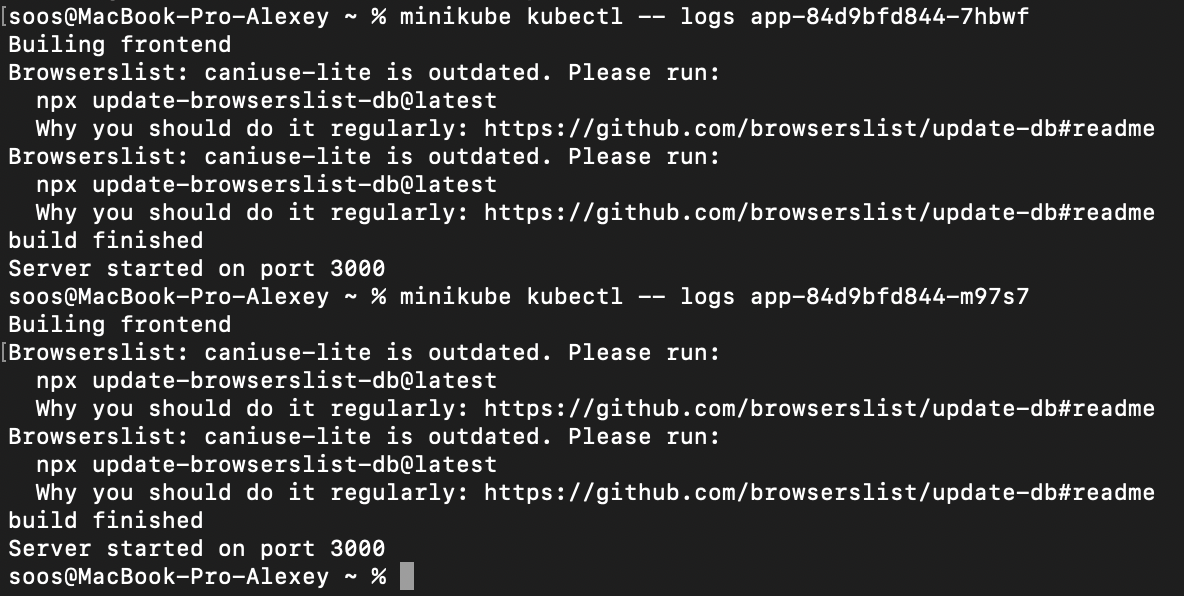 [soos@MacBook-Pro-Alexey ~ % minikube kubectl -- logs app-84d9bfd844-7hbwf
Builing frontend
Browserslist: caniuse-lite is outdated. Please run:
  npx update-browserslist-db@latest
  Why you should do it regularly: https://github.com/browserslist/update-db#readme
Browserslist: caniuse-lite is outdated. Please run:
  npx update-browserslist-db@latest
  Why you should do it regularly: https://github.com/browserslist/update-db#readme
build finished
Server started on port 3000
soos@MacBook-Pro-Alexey ~ % minikube kubectl -- logs app-84d9bfd844-m97s7
Builing frontend
[Browserslist: caniuse-lite is outdated. Please run:
  npx update-browserslist-db@latest
  Why you should do it regularly: https://github.com/browserslist/update-db#readme
Browserslist: caniuse-lite is outdated. Please run:
  npx update-browserslist-db@latest
  Why you should do it regularly: https://github.com/browserslist/update-db#readme
build finished
Server started on port 3000
soos@MacBook-Pro-Alexey ~ %